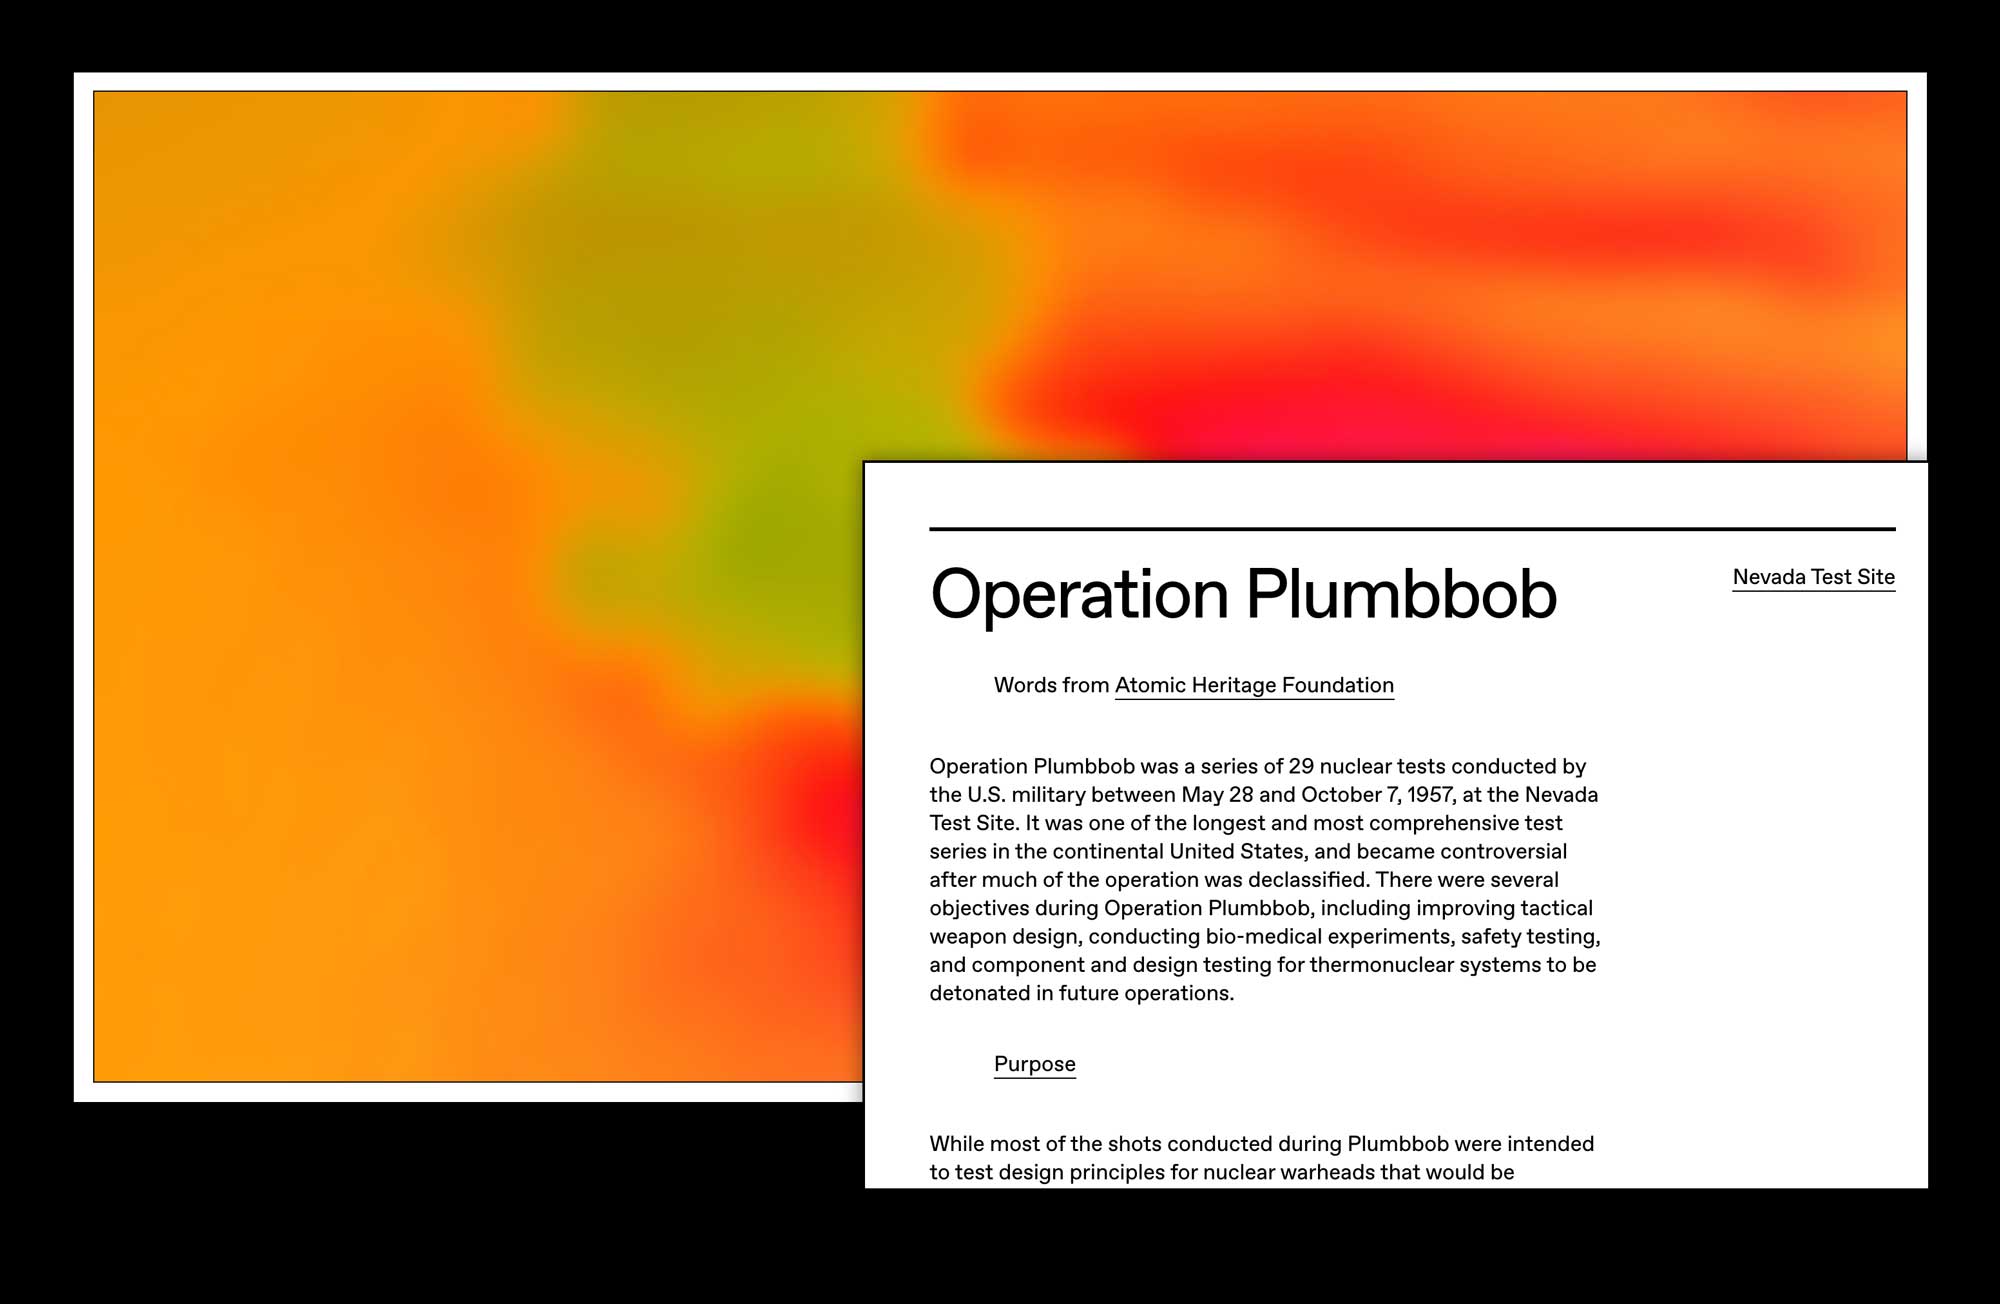 Operation Plumbbob
Nevada Test Site
Words from Atomic Heritage Foundation
Operation Plumbbob was a series of 29 nuclear tests conducted by
the U.S. military between May 28 and October 7, 1957, at the Nevada
Test Site. It was one of the longest and most comprehensive test
series in the continental United States, and became controversial
after much of the operation was declassified. There were several
objectives during Operation Plumbbob, including improving tactical
weapon design, conducting bio-medical experiments, safety testing,
and component and design testing for thermonuclear systems to be
detonated in future operations.
Purpose
While most of the shots conducted during Plumbbob were intended
to test design principles for nuclear warheads that would be